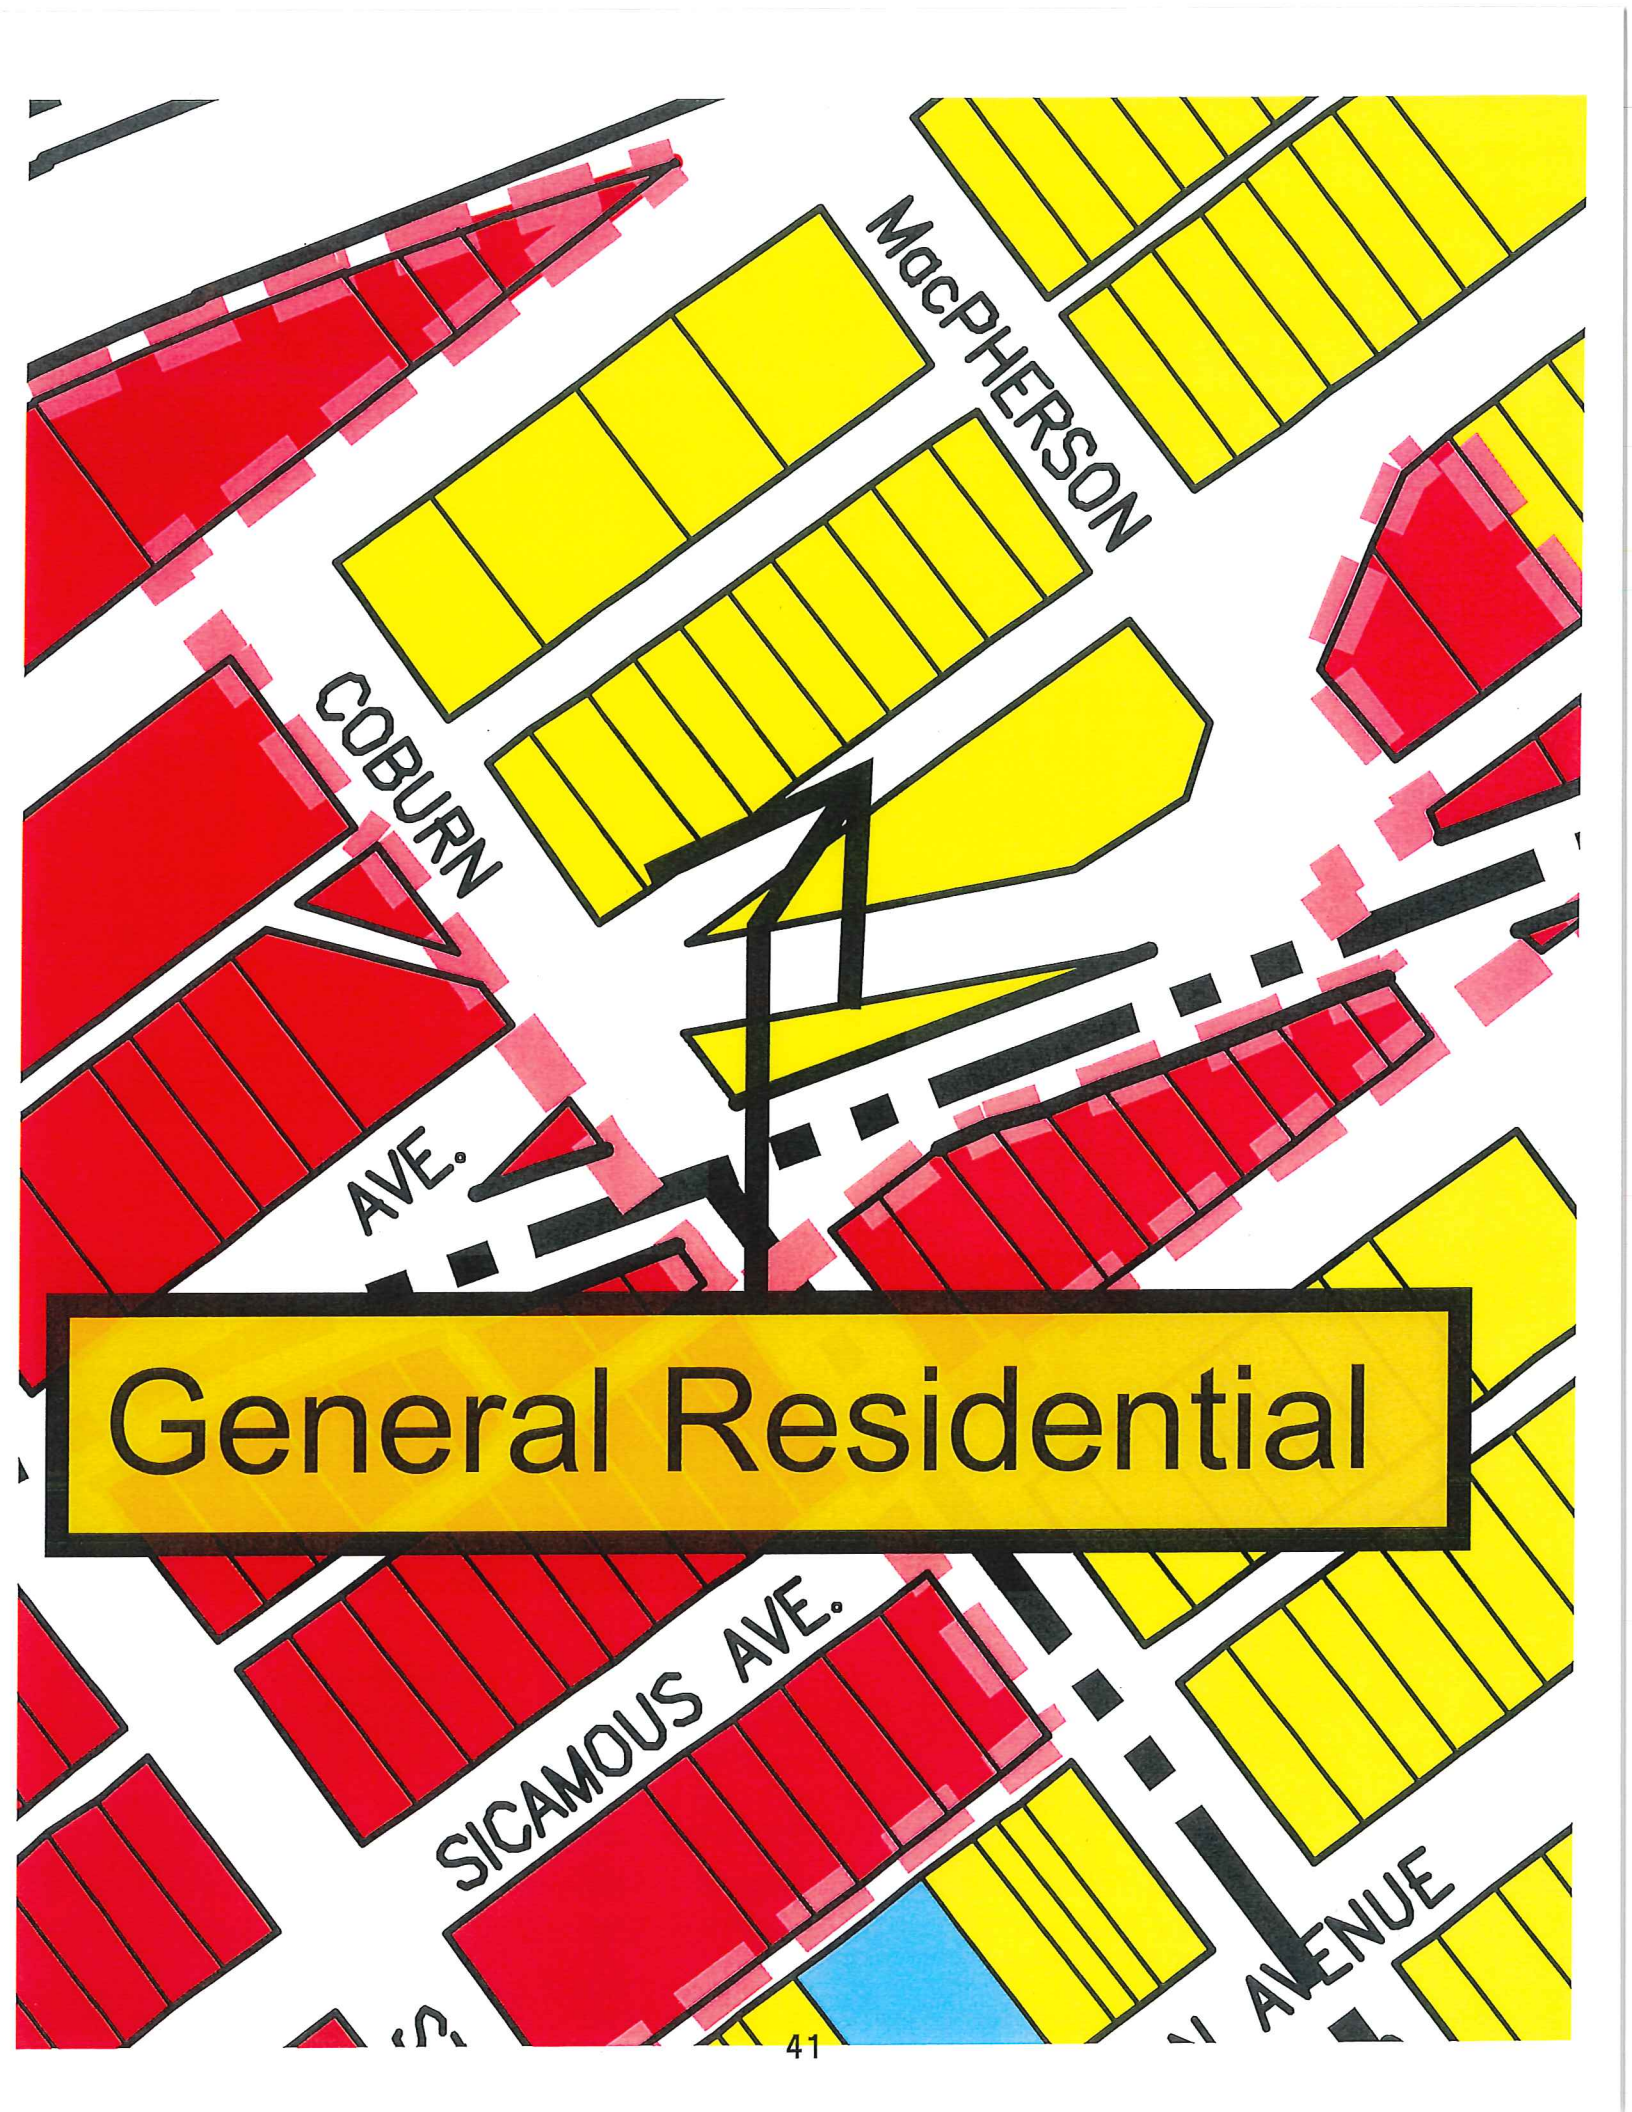 MacPHERSON
COBURN
AVE.
General Residential
SICAMOUS AVE.
AVENUE
41